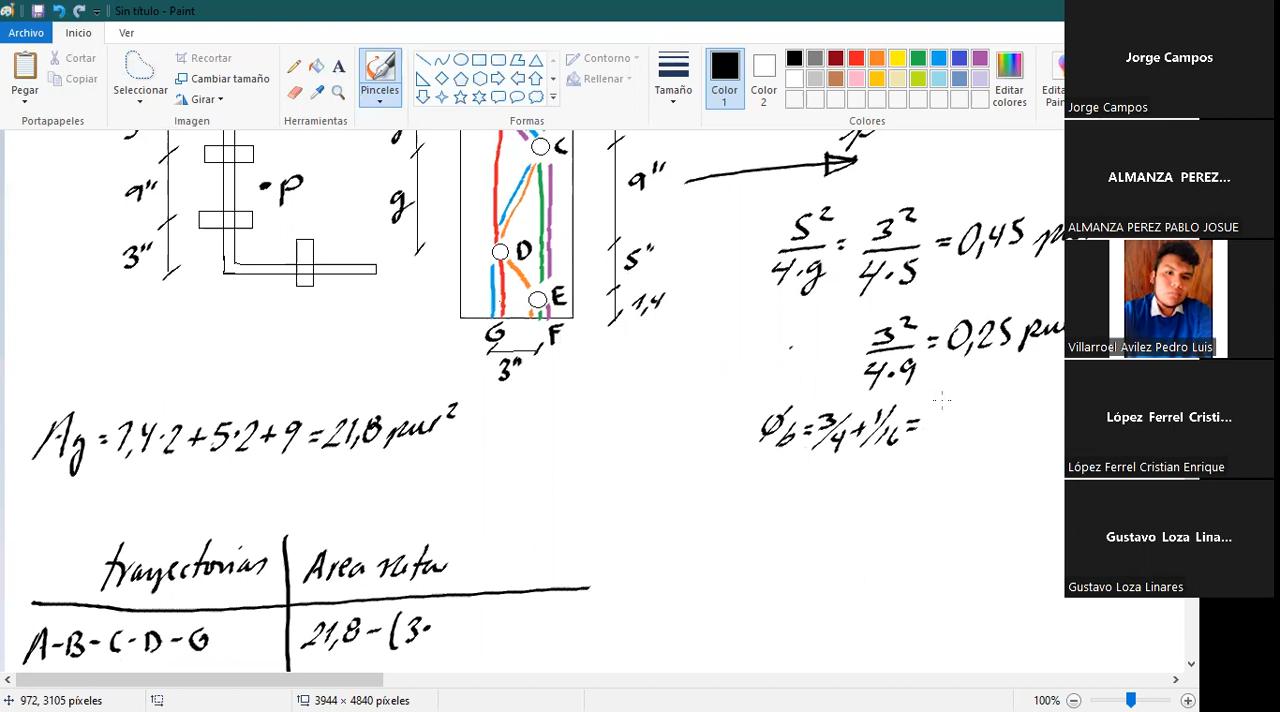 Sin título - Paint
Archivo Inicio Ver
Pegar Cortar Copiar
Seleccionar Recortar Cambiar tamaño Girar
Pinceles
Contorno
Rellenar
Tamaño
Color 1
Color 2
Editar colores
Portapapeles Imagen Herramientas Formas Colores
Jorge Campos
Jorge Campos
ALMANZA PEREZ...
ALMANZA PEREZ PABLO JOSUE
Villarroel Avilez Pedro Luis
López Ferrel Cristi...
López Ferrel Cristian Enrique
Gustavo Loza Lina...
Gustavo Loza Linares
9"
3"
P
g
C
D
E
G F
3"
9"
5"
1,4
S²/4·g = 3²/4·5 = 0,45
3²/4·9 = 0,25 pul
Øb = 3/4 + 1/16 =
Ag = 1,4·2 + 5·2 + 9 = 21,8 pul²
trayectorias Area neta
A-B-C-D-G 21,8 - (3·
972, 3105 píxeles
3944 × 4840 píxeles
100%